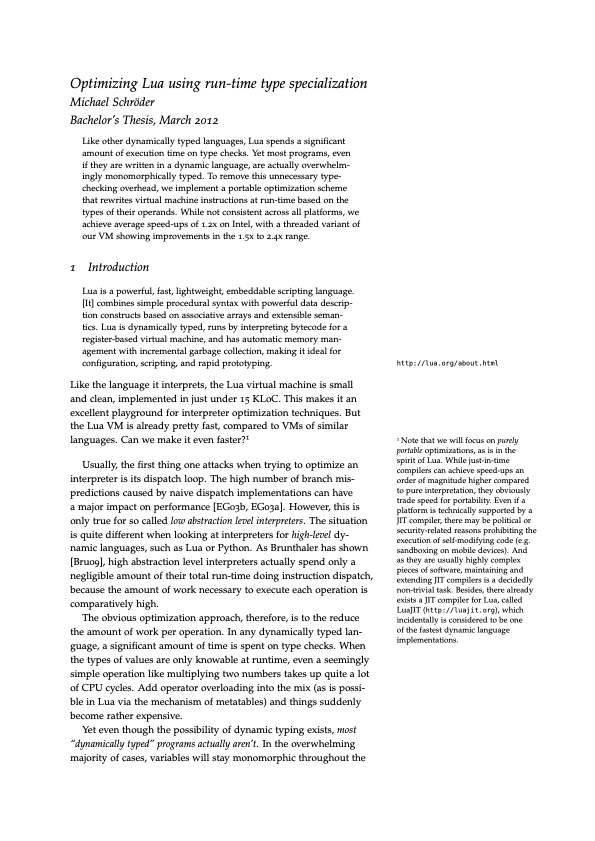 Optimizing Lua using run-time type specialization
Michael Schröder
Bachelor's Thesis, March 2012
Like other dynamically typed languages, Lua spends a significant
amount of execution time on type checks. Yet most programs, even
if they are written in a dynamic language, are actually overwhelm-
ingly monomorphically typed. To remove this unnecessary type-
checking overhead, we implement a portable optimization scheme
that rewrites virtual machine instructions at run-time based on the
types of their operands. While not consistent across all platforms, we
achieve average speed-ups of 1.2x on Intel, with a threaded variant of
our VM showing improvements in the 1.5x to 2.4x range.
1 Introduction
Lua is a powerful, fast, lightweight, embeddable scripting language.
[It] combines simple procedural syntax with powerful data descrip-
tion constructs based on associative arrays and extensible seman-
tics. Lua is dynamically typed, runs by interpreting bytecode for a
register-based virtual machine, and has automatic memory man-
agement with incremental garbage collection, making it ideal for
configuration, scripting, and rapid prototyping.
http://lua.org/about.html
Like the language it interprets, the Lua virtual machine is small
and clean, implemented in just under 15 KLoC. This makes it an
excellent playground for interpreter optimization techniques. But
the Lua VM is already pretty fast, compared to VMs of similar
languages. Can we make it even faster?¹
Usually, the first thing one attacks when trying to optimize an
interpreter is its dispatch loop. The high number of branch mis-
predictions caused by naive dispatch implementations can have
a major impact on performance [EG03b, EG03a]. However, this is
only true for so called low abstraction level interpreters. The situation
is quite different when looking at interpreters for high-level dy-
namic languages, such as Lua or Python. As Brunthaler has shown
[Bru09], high abstraction level interpreters actually spend only a
negligible amount of their total run-time doing instruction dispatch,
because the amount of work necessary to execute each operation is
comparatively high.
The obvious optimization approach, therefore, is to the reduce
the amount of work per operation. In any dynamically typed lan-
guage, a significant amount of time is spent on type checks. When
the types of values are only knowable at runtime, even a seemingly
simple operation like multiplying two numbers takes up quite a lot
of CPU cycles. Add operator overloading into the mix (as is possi-
ble in Lua via the mechanism of metatables) and things suddenly
become rather expensive.
Yet even though the possibility of dynamic typing exists, most
"dynamically typed" programs actually aren't. In the overwhelming
majority of cases, variables will stay monomorphic throughout the
¹ Note that we will focus on purely
portable optimizations, as is in the
spirit of Lua. While just-in-time
compilers can achieve speed-ups an
order of magnitude higher compared
to pure interpretation, they obviously
trade speed for portability. Even if a
platform is technically supported by a
JIT compiler, there may be political or
security-related reasons prohibiting the
execution of self-modifying code (e.g.
sandboxing on mobile devices). And
as they are usually highly complex
pieces of software, maintaining and
extending JIT compilers is a decidedly
non-trivial task. Besides, there already
exists a JIT compiler for Lua, called
LuaJIT (http://luajit.org), which
incidentally is considered to be one
of the fastest dynamic language
implementations.